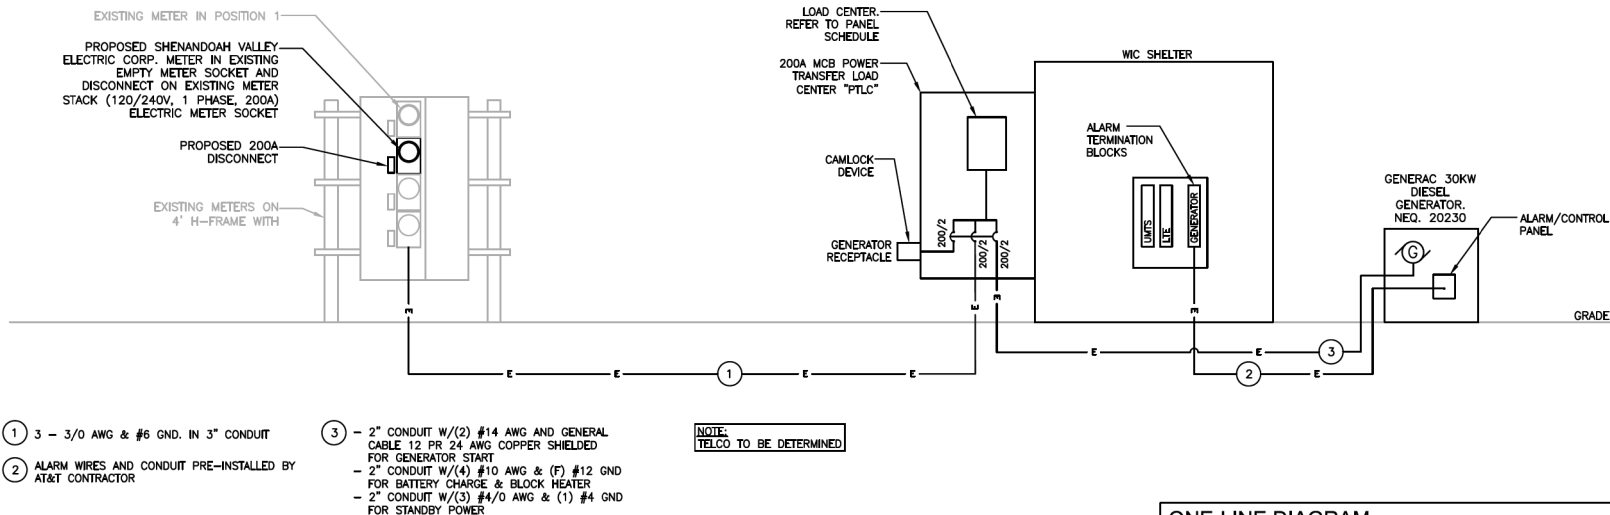 EXISTING METER IN POSITION 1
PROPOSED SHENANDOAH VALLEY
ELECTRIC CORP. METER IN EXISTING
EMPTY METER SOCKET AND
DISCONNECT ON EXISTING METER
STACK (120/240V, 1 PHASE, 200A)
ELECTRIC METER SOCKET
PROPOSED 200A
DISCONNECT
EXISTING METERS ON
4' H-FRAME WITH
LOAD CENTER.
REFER TO PANEL
SCHEDULE
200A MCB POWER
TRANSFER LOAD
CENTER "PTLC"
CAMLOCK
DEVICE
GENERATOR
RECEPTACLE
200/2
200/2
200/2
WIC SHELTER
ALARM
TERMINATION
BLOCKS
UMTS
LTE
GENERATOR
GENERAC 30KW
DIESEL
GENERATOR.
NEQ. 20230
ALARM/CONTROL
PANEL
G
GRADE
E
E
E
E
E
E
1
E
E
E
E
3
2
E
1 3 - 3/0 AWG & #6 GND. IN 3" CONDUIT
2 ALARM WIRES AND CONDUIT PRE-INSTALLED BY
AT&T CONTRACTOR
3 - 2" CONDUIT W/(2) #14 AWG AND GENERAL
CABLE 12 PR 24 AWG COPPER SHIELDED
FOR GENERATOR START
- 2" CONDUIT W/(4) #10 AWG & (F) #12 GND
FOR BATTERY CHARGE & BLOCK HEATER
- 2" CONDUIT W/(3) #4/0 AWG & (1) #4 GND
FOR STANDBY POWER
NOTE:
TELCO TO BE DETERMINED
ONE LINE DIAGRAM